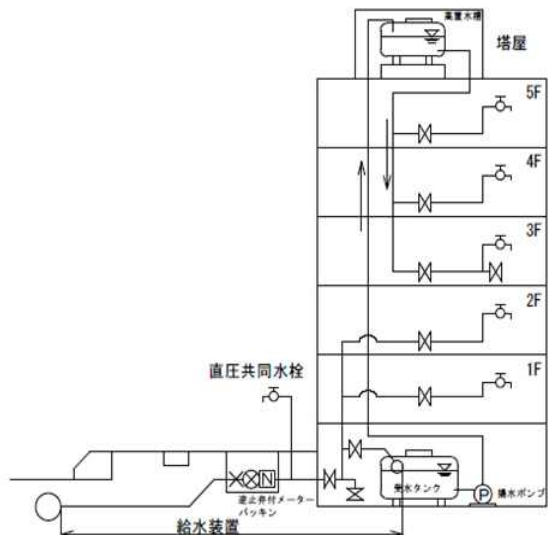 高置水槽
塔屋
5F
4F
3F
2F
直圧共同水栓
1F
受水タンク
P
揚水ポンプ
N
逆止弁付メーター
パッキン
給水装置